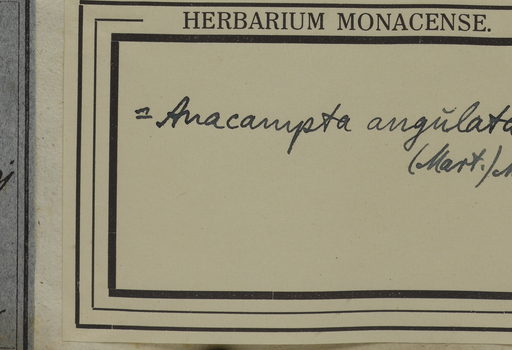 HERBARIUM MONACENSE.
= Anacampta angulata
(Mart.)